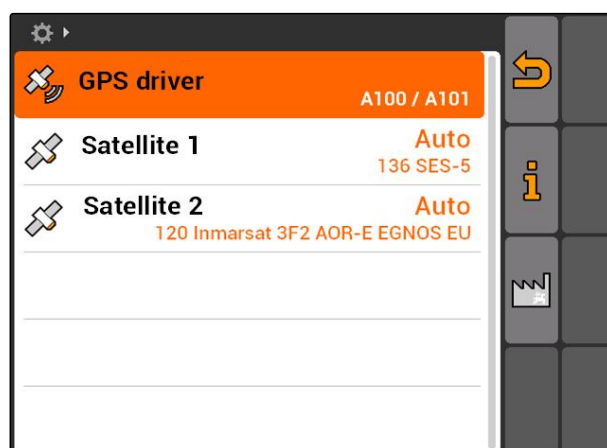 GPS driver
A100 / A101
Satellite 1
Auto
136 SES-5
Satellite 2
Auto
120 Inmarsat 3F2 AOR-E EGNOS EU